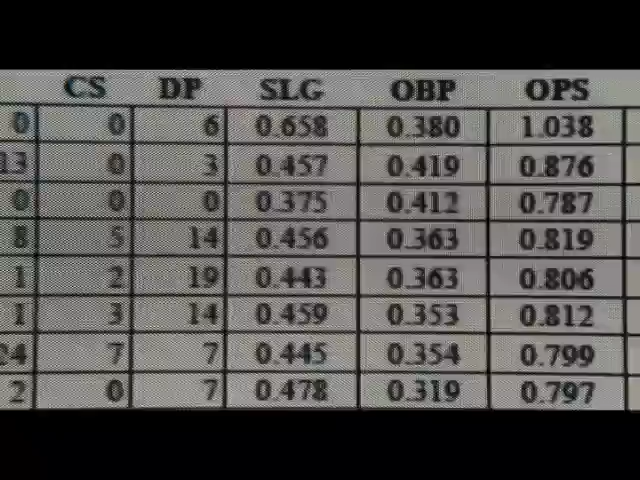 CS DP SLG OBP OPS
0 0 6 0.658 0.380 1.038
13 0 3 0.457 0.419 0.876
0 0 0 0.375 0.412 0.787
8 5 14 0.456 0.363 0.819
1 2 19 0.443 0.363 0.806
1 3 14 0.459 0.353 0.812
24 7 7 0.445 0.354 0.799
2 0 7 0.478 0.319 0.797